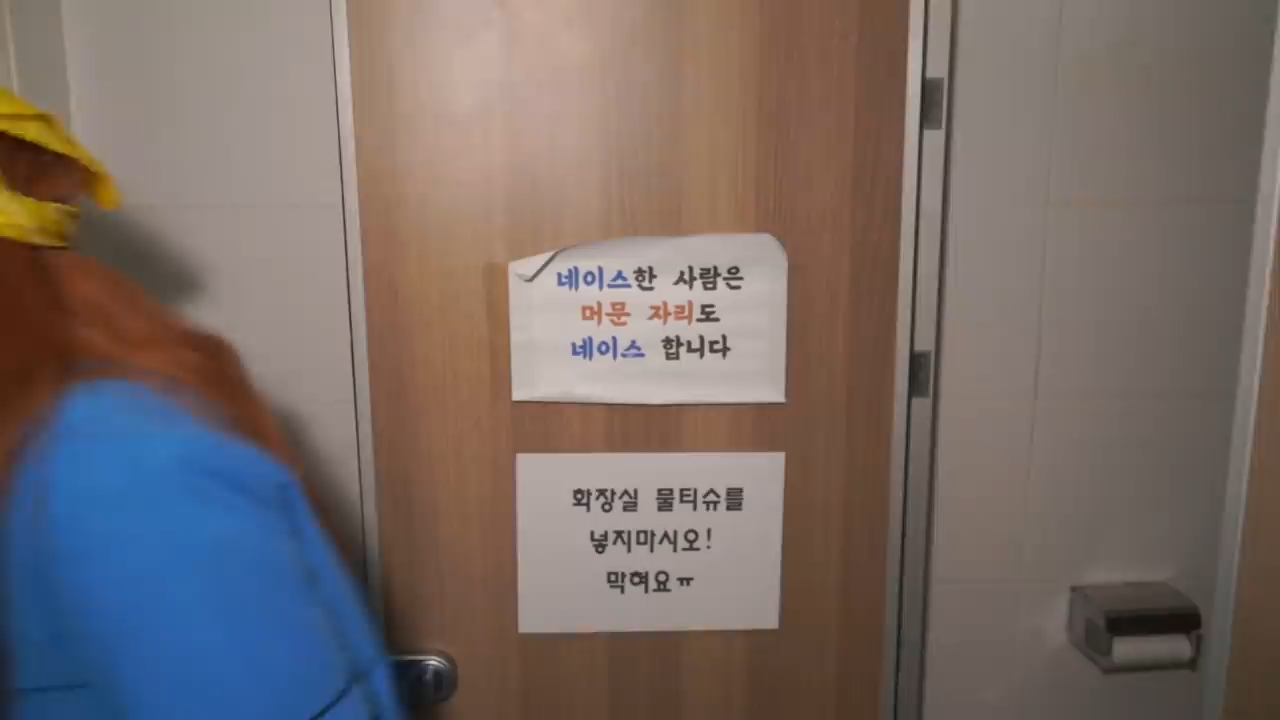 네이스한 사람은
머문 자리도
네이스 합니다
화장실 물티슈를
넣지마시오!
막혀요ㅠ